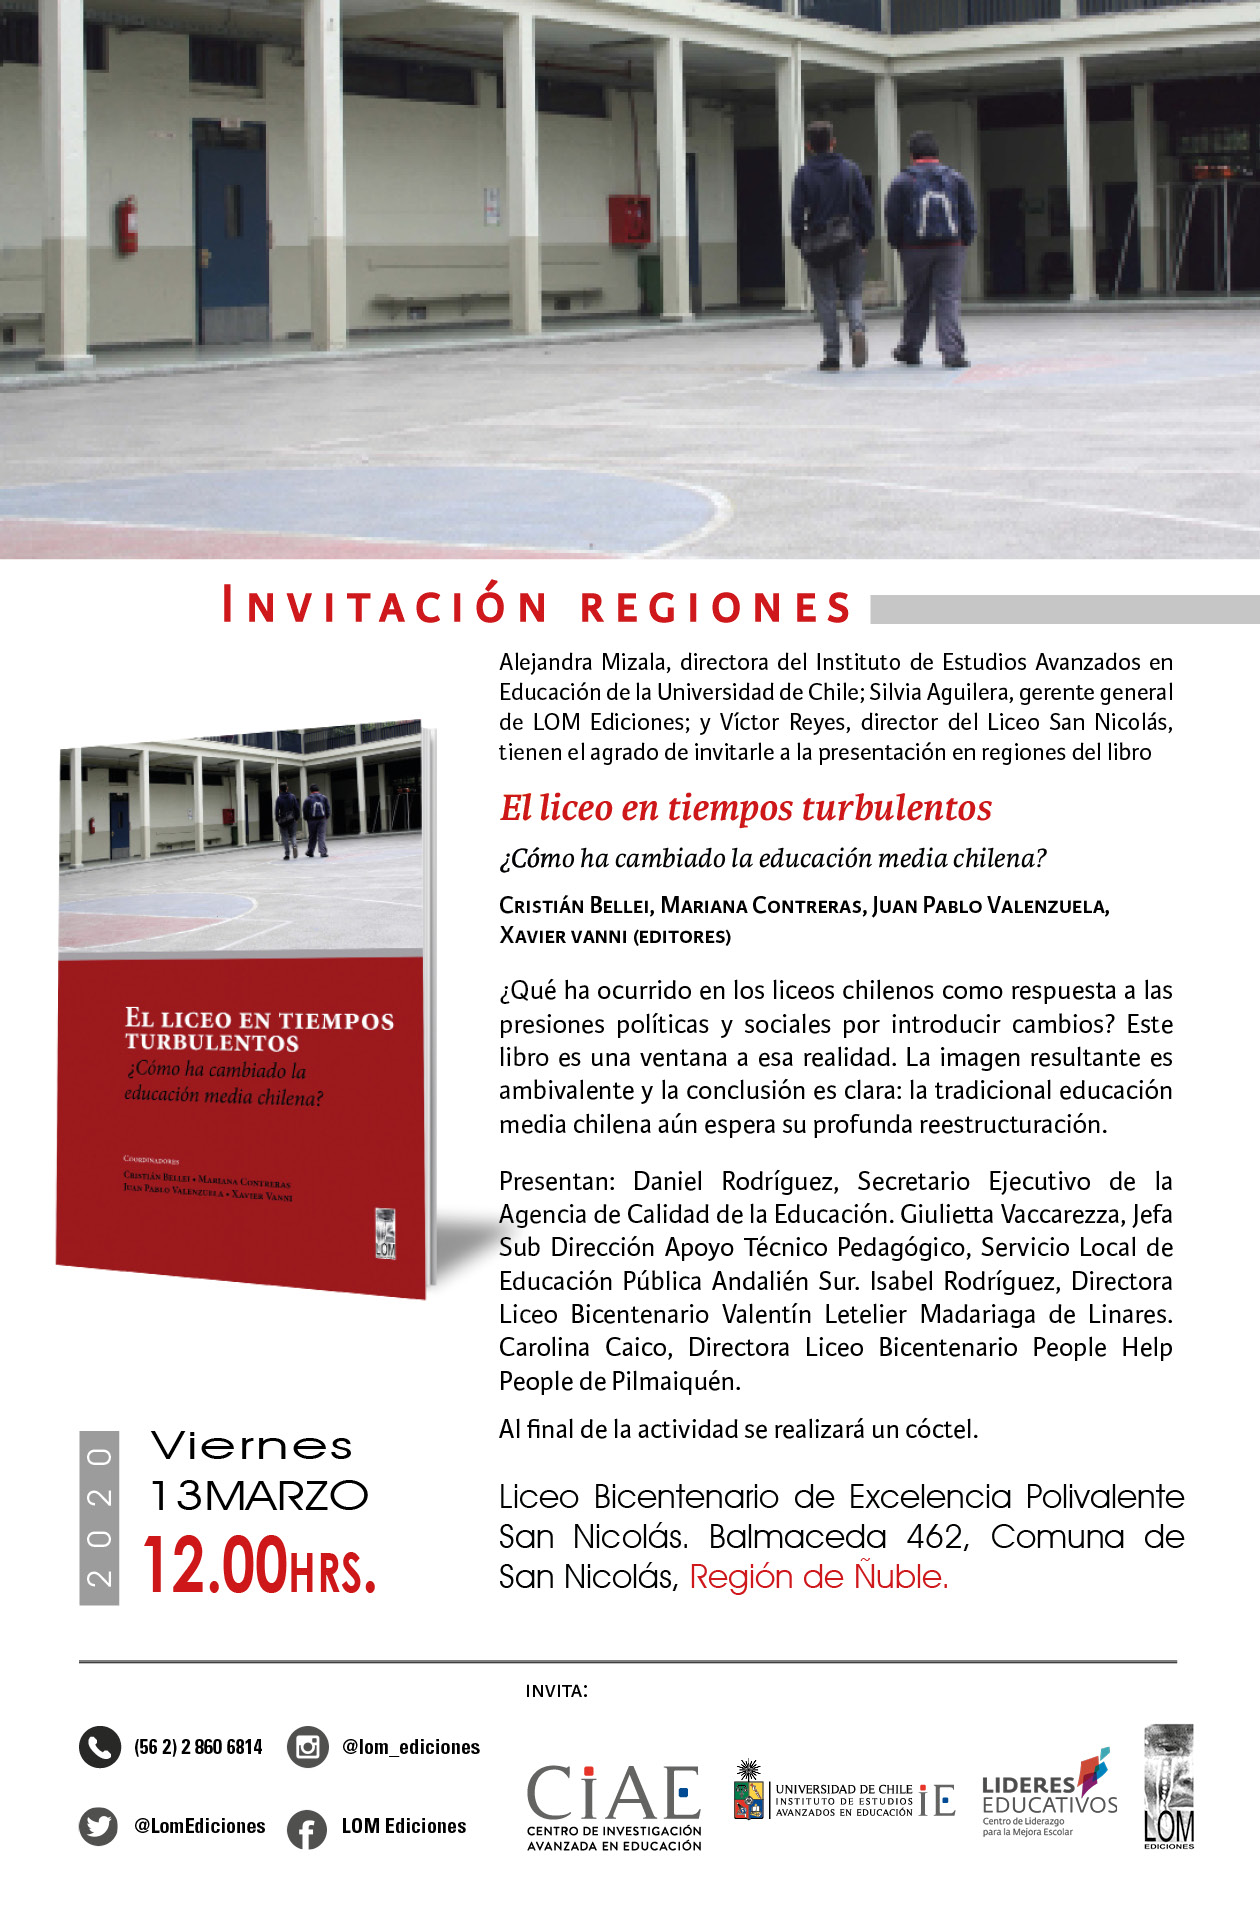 INVITACIÓN REGIONES
Alejandra Mizala, directora del Instituto de Estudios Avanzados en
Educación de la Universidad de Chile; Silvia Aguilera, gerente general
de LOM Ediciones; y Víctor Reyes, director del Liceo San Nicolás,
tienen el agrado de invitarle a la presentación en regiones del libro
El liceo en tiempos turbulentos
¿Cómo ha cambiado la educación media chilena?
CRISTIÁN BELLEI, MARIANA CONTRERAS, JUAN PABLO VALENZUELA,
XAVIER VANNI (EDITORES)
¿Qué ha ocurrido en los liceos chilenos como respuesta a las
presiones políticas y sociales por introducir cambios? Este
libro es una ventana a esa realidad. La imagen resultante es
ambivalente y la conclusión es clara: la tradicional educación
media chilena aún espera su profunda reestructuración.
Presentan: Daniel Rodríguez, Secretario Ejecutivo de la
Agencia de Calidad de la Educación. Giulietta Vaccarezza, Jefa
Sub Dirección Apoyo Técnico Pedagógico, Servicio Local de
Educación Pública Andalién Sur. Isabel Rodríguez, Directora
Liceo Bicentenario Valentín Letelier Madariaga de Linares.
Carolina Caico, Directora Liceo Bicentenario People Help
People de Pilmaiquén.
Al final de la actividad se realizará un cóctel.
EL LICEO EN TIEMPOS
TURBULENTOS
¿Cómo ha cambiado la
educación media chilena?
COORDINADORES
CRISTIÁN BELLEI • MARIANA CONTRERAS
JUAN PABLO VALENZUELA • XAVIER VANNI
LOM
2020
Viernes
13MARZO
12.00HRS.
Liceo Bicentenario de Excelencia Polivalente
San Nicolás. Balmaceda 462, Comuna de
San Nicolás, Región de Ñuble.
INVITA:
(56 2) 2 860 6814
@lom_ediciones
@LomEdiciones
LOM Ediciones
CiAE
CENTRO DE INVESTIGACIÓN
AVANZADA EN EDUCACIÓN
UNIVERSIDAD DE CHILE
INSTITUTO DE ESTUDIOS
AVANZADOS EN EDUCACIÓN
iE
LIDERES
EDUCATIVOS
Centro de Liderazgo
para la Mejora Escolar
LOM
EDICIONES